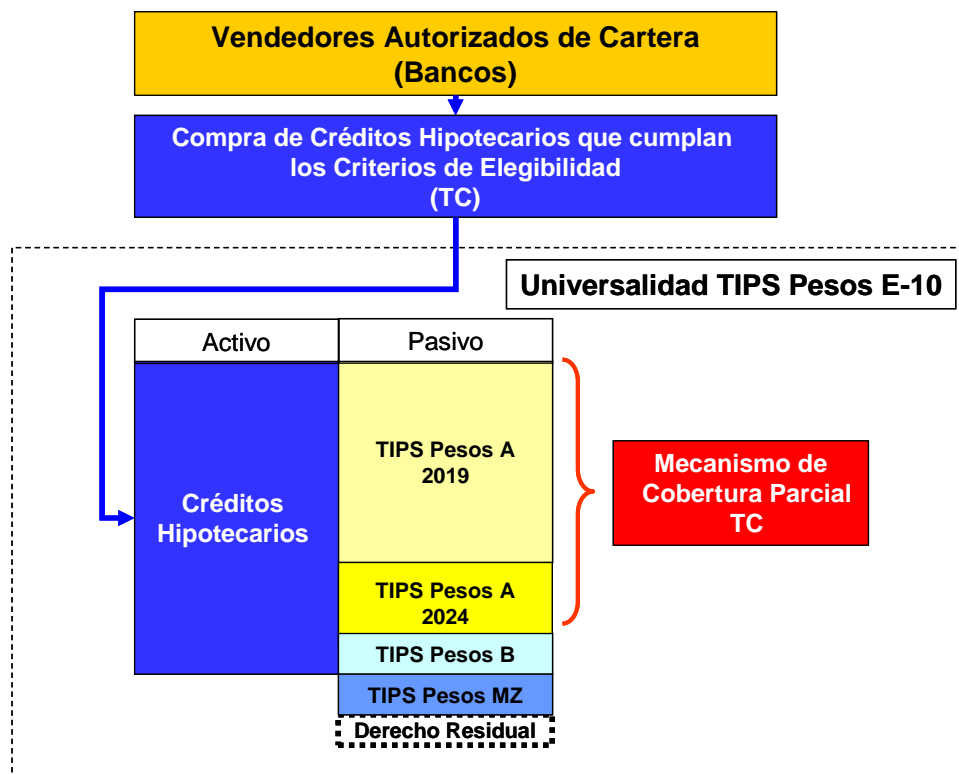 Vendedores Autorizados de Cartera
(Bancos)
Compra de Créditos Hipotecarios que cumplan
los Criterios de Elegibilidad
(TC)
Universalidad TIPS Pesos E-10
Activo
Pasivo
Créditos
Hipotecarios
TIPS Pesos A
2019
TIPS Pesos A
2024
TIPS Pesos B
TIPS Pesos MZ
Derecho Residual
Mecanismo de
Cobertura Parcial
TC